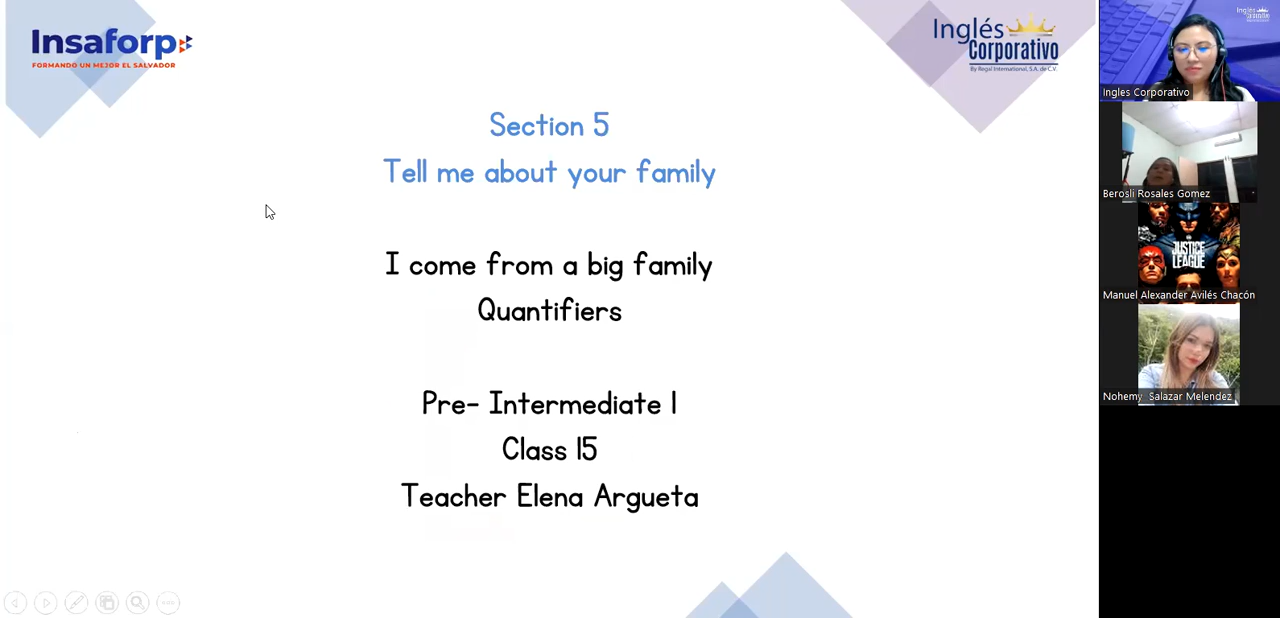 Insaforp
FORMANDO UN MEJOR EL SALVADOR
Inglés
Corporativo
By Regal International, S.A. de C.V.
Section 5
Tell me about your family
I come from a big family
Quantifiers
Pre- Intermediate 1
Class 15
Teacher Elena Argueta
Inglés
Ingles Corporativo
Berosli Rosales Gomez
JUSTICE
LEAGUE
Manuel Alexander Avilés Chacón
Nohemy Salazar Melendez